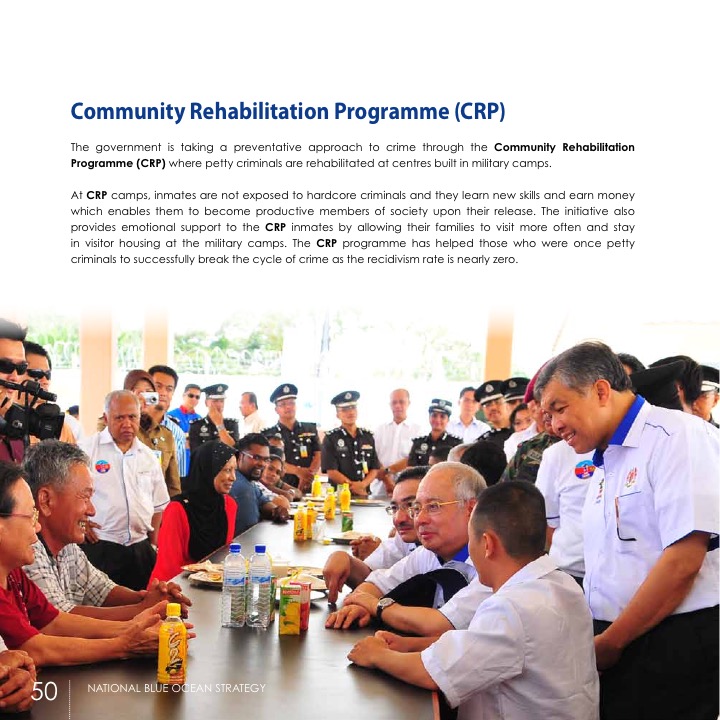 Community Rehabilitation Programme (CRP)
The government is taking a preventative approach to crime through the Community Rehabilitation
Programme (CRP) where petty criminals are rehabilitated at centres built in military camps.
At CRP camps, inmates are not exposed to hardcore criminals and they learn new skills and earn money
which enables them to become productive members of society upon their release. The initiative also
provides emotional support to the CRP inmates by allowing their families to visit more often and stay
in visitor housing at the military camps. The CRP programme has helped those who were once petty
criminals to successfully break the cycle of crime as the recidivism rate is nearly zero.
50
NATIONAL BLUE OCEAN STRATEGY